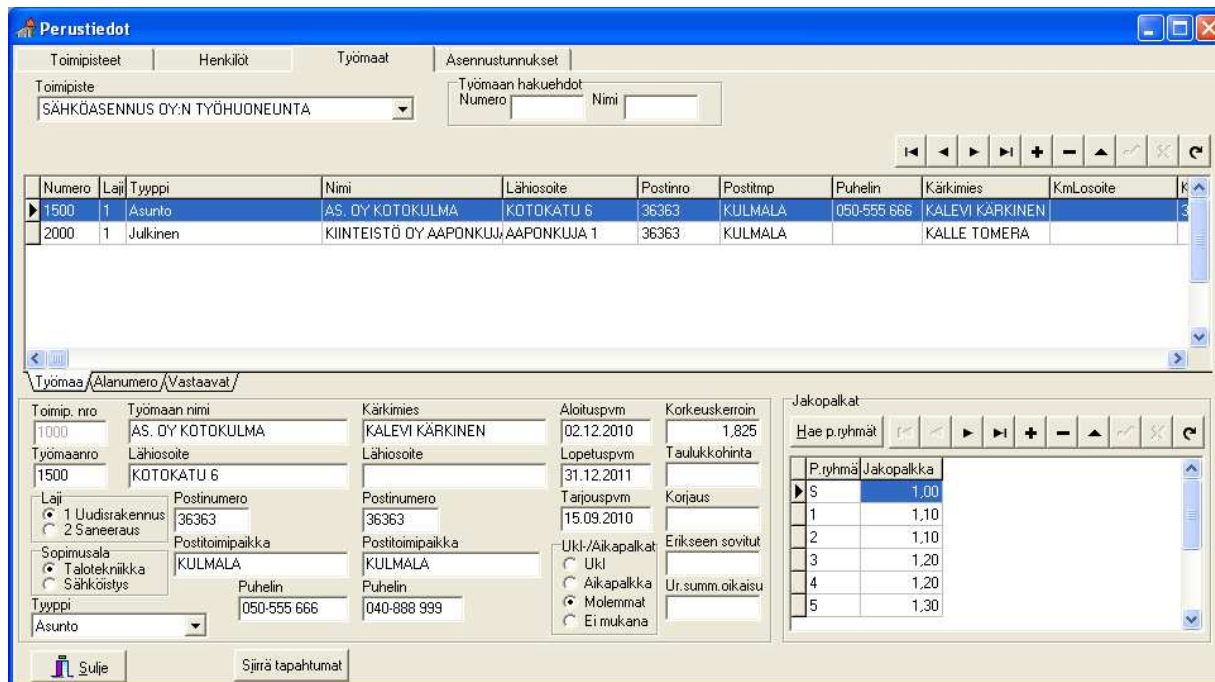 Perustiedot
Toimipisteet Henkilöt Työmaat Asennustunnukset
Toimipiste
SÄHKÖASENNUS OY:N TYÖHUONEUNTA
Työmaan hakuehdot
Numero Nimi
Numero Laji Tyyppi Nimi Lähiosoite Postinro Postitmp Puhelin Kärkimies KmLosoite K
1500 1 Asunto AS. OY KOTOKULMA KOTOKATU 6 36363 KULMALA 050-555 666 KALEVI KÄRKINEN 3
2000 1 Julkinen KIINTEISTÖ OY AAPONKUJA AAPONKUJA 1 36363 KULMALA KALLE TOMERA
Työmaa Alanumero Vastaavat
Toimip. nro Työmaan nimi Kärkimies Aloituspvm Korkeuskerroin
1000 AS. OY KOTOKULMA KALEVI KÄRKINEN 02.12.2010 1,825
Työmaanro Lähiosoite Lähiosoite Lopetuspvm Taulukkohinta
1500 KOTOKATU 6 31.12.2011
Laji Postinumero Postinumero Tarjouspvm Korjaus
1 Uudisrakennus 36363 36363 15.09.2010
2 Saneeraus
Sopimusala Postitoimipaikka Postitoimipaikka Ukl-/Aikapalkat Erikseen sovitut
Talotekniikka KULMALA KULMALA Ukl
Sähköistys Puhelin Puhelin Aikapalkka Ur.summ.oikaisu
Tyyppi 050-555 666 040-888 999 Molemmat
Asunto Ei mukana
Jakopalkat
Hae p.ryhmät
P.ryhmä Jakopalkka
S 1,00
1 1,10
2 1,10
3 1,20
4 1,20
5 1,30
Sulje Siirrä tapahtumat